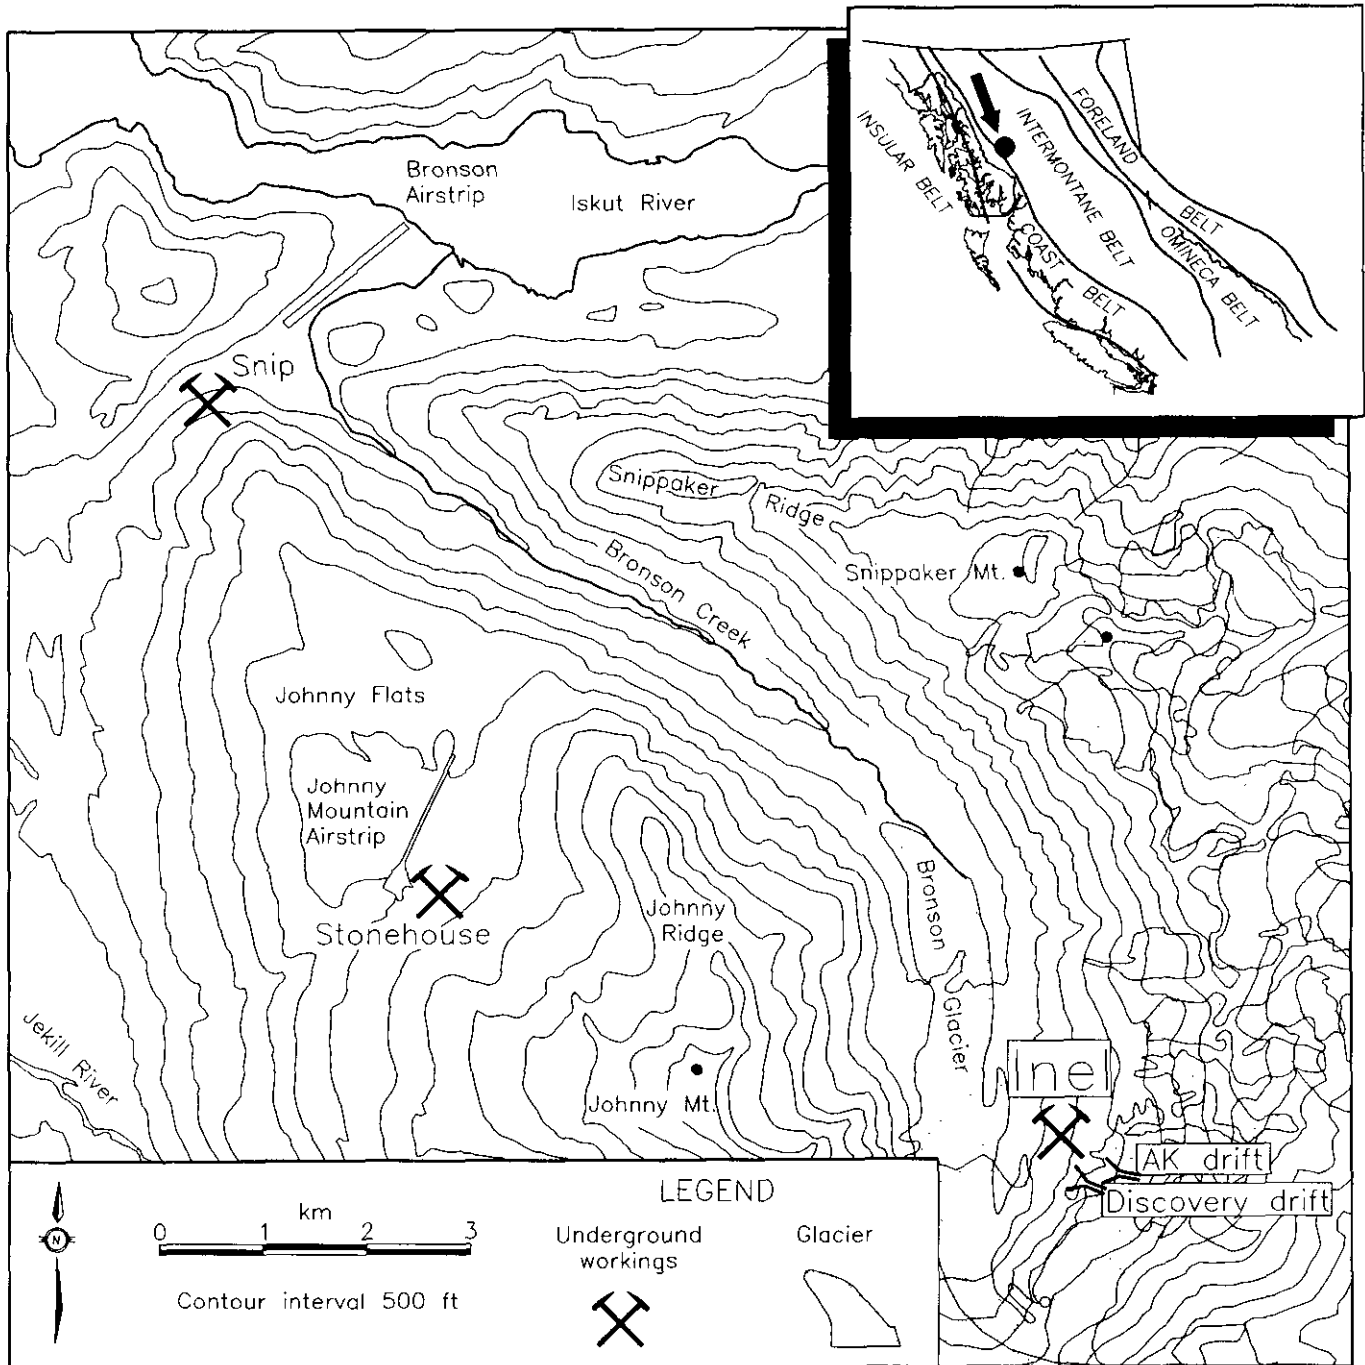 FORELAND
BELT
INTERMONTANE BELT
INSULAR BELT
COAST
BELT
OMINECA BELT
Bronson
Airstrip
Iskut River
Snip
Snippaker
Ridge
Bronson Creek
Snippaker Mt.
Johnny Flats
Johnny
Mountain
Airstrip
Stonehouse
Johnny
Ridge
Bronson
Glacier
Jekill River
Johnny Mt.
Inel
AK drift
Discovery drift
LEGEND
N
km
0 1 2 3
Contour interval 500 ft
Underground
workings
Glacier